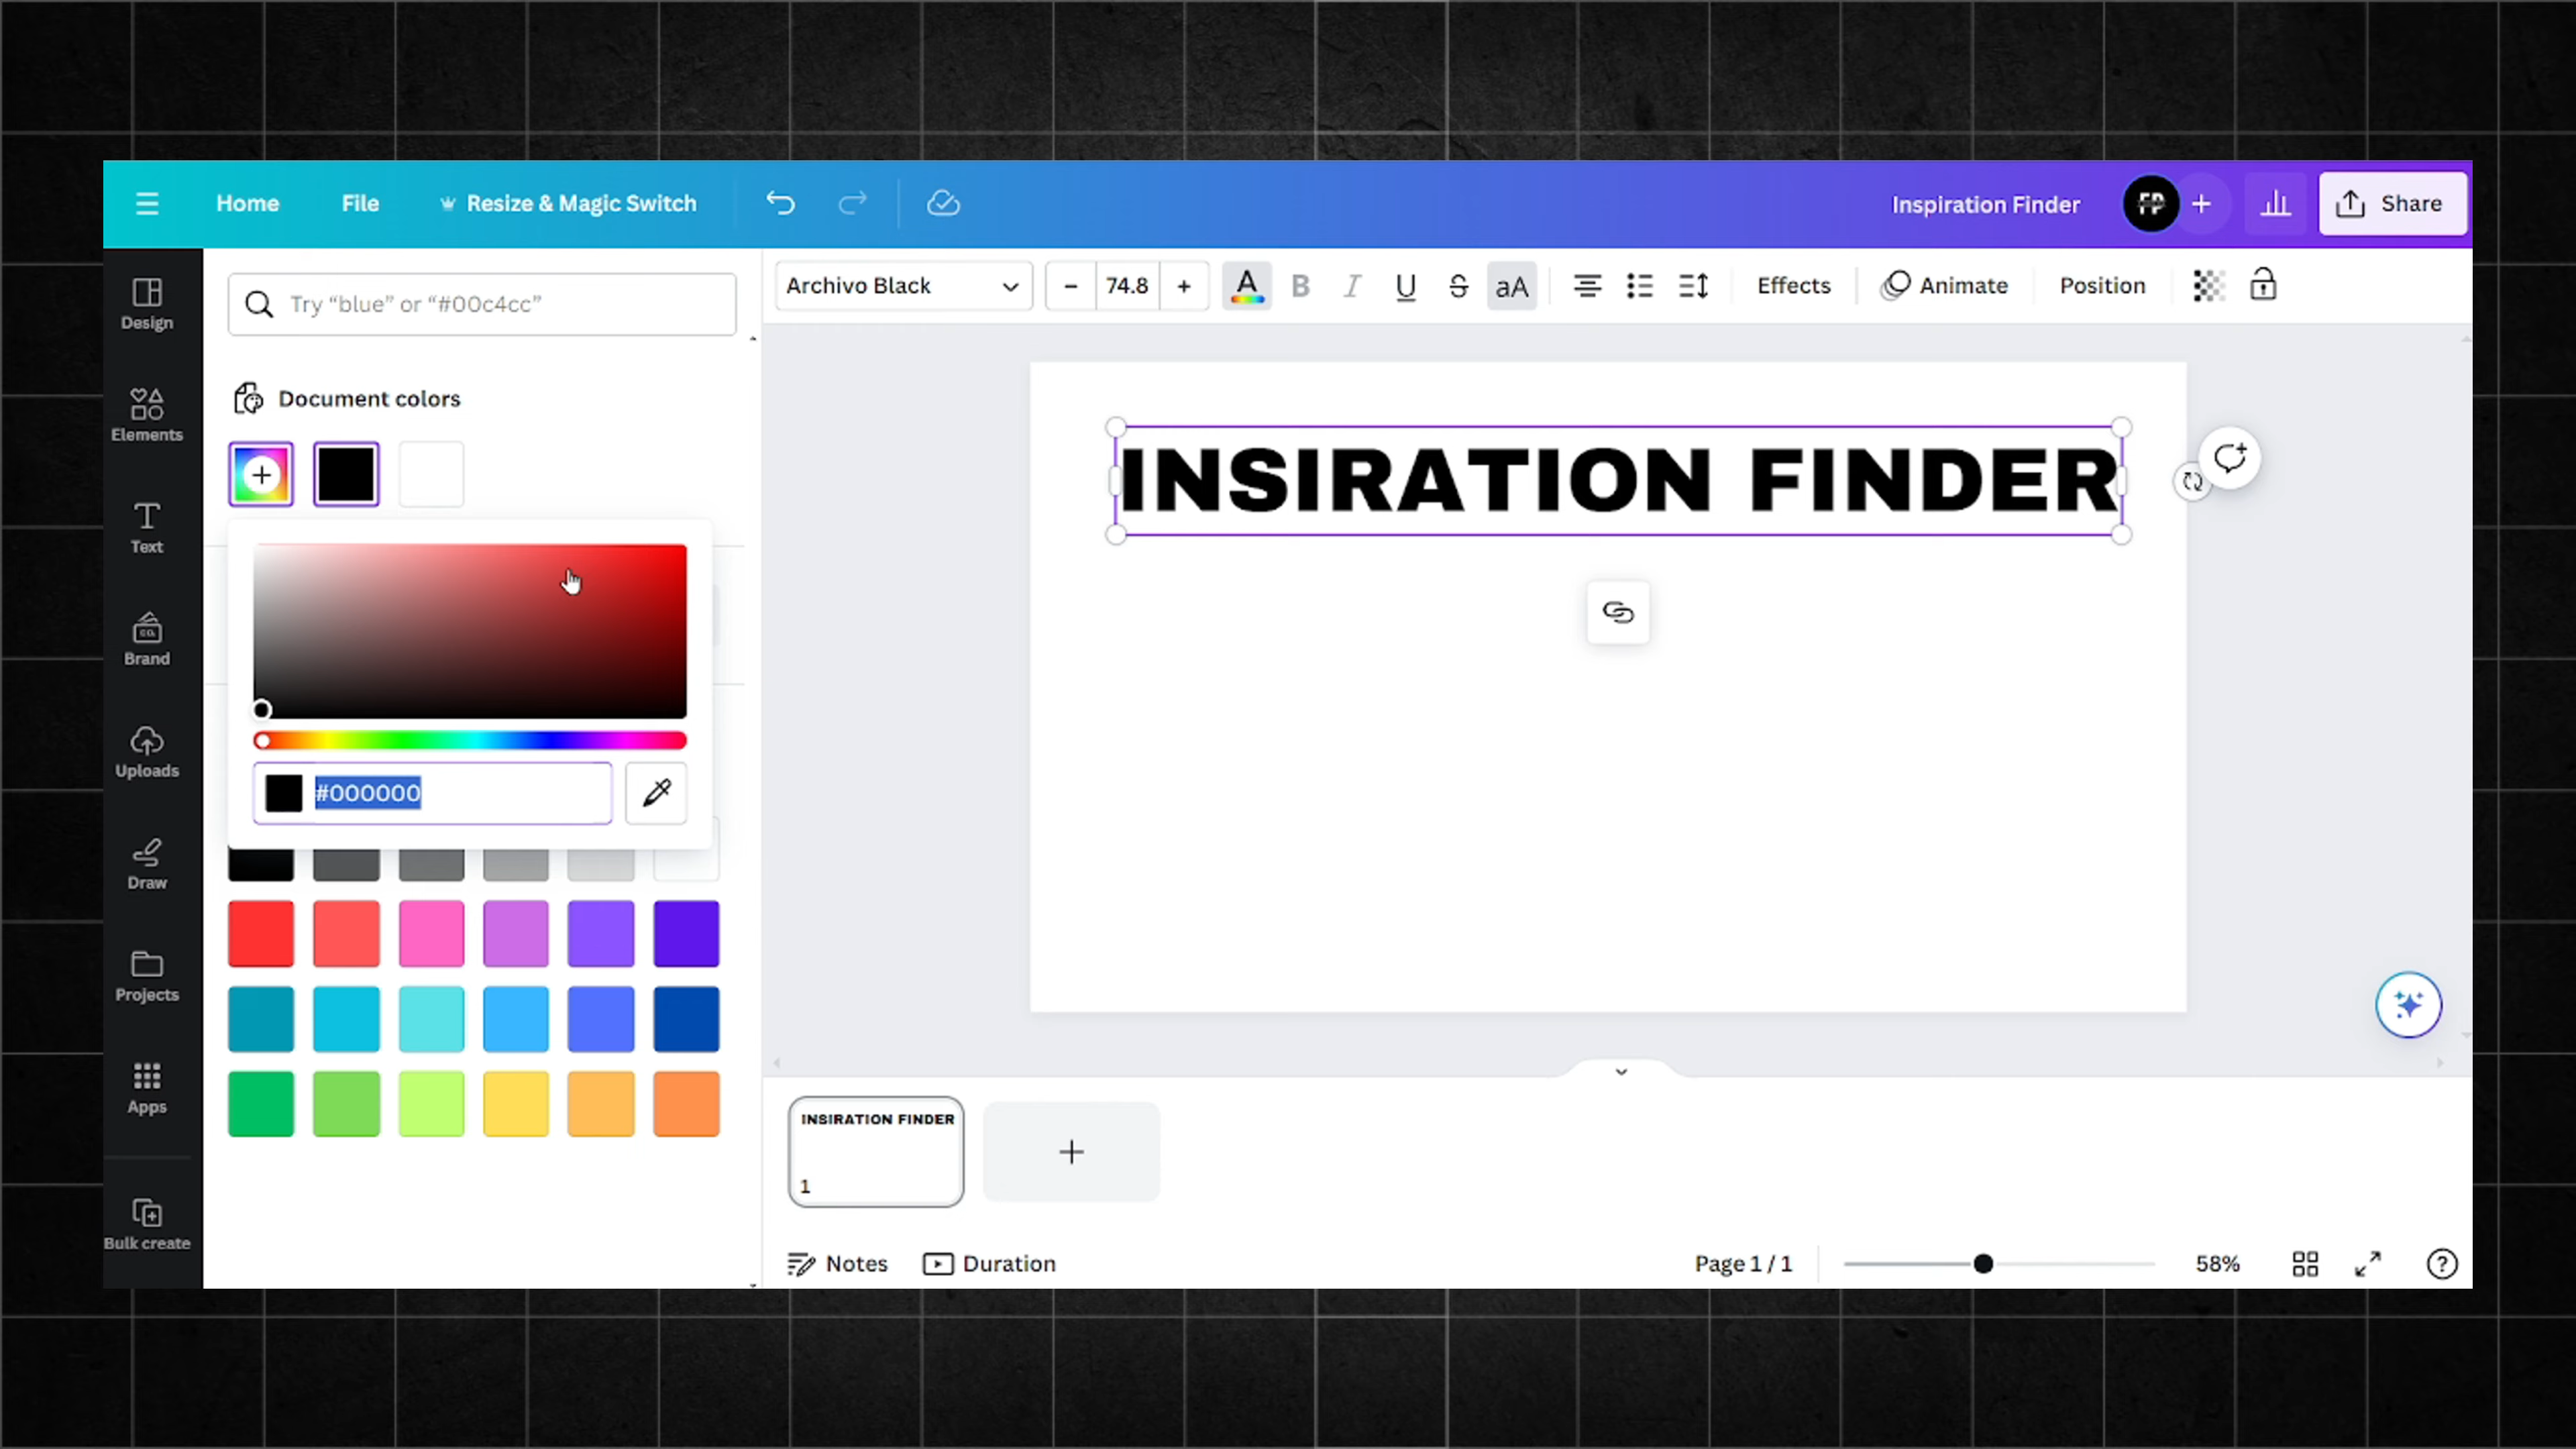 Home File Resize & Magic Switch Inspiration Finder FP Share
Try “blue” or “#00c4cc”
Archivo Black 74.8 A B I U S aA Effects Animate Position
Design
Elements
Text
Brand
Uploads
Draw
Projects
Apps
Bulk create
Document colors
#000000
INSIRATION FINDER
INSIRATION FINDER
1
Notes Duration Page 1 / 1 58%